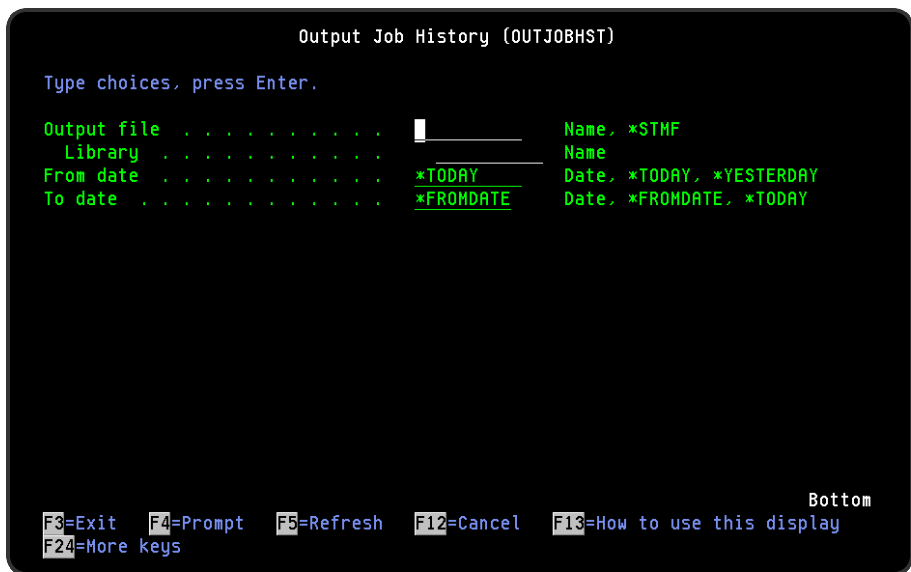 Output Job History (OUTJOBHST)
Type choices, press Enter.
Output file . . . . . . . . . . Name, *STMF
Library . . . . . . . . . . . Name
From date . . . . . . . . . . . *TODAY Date, *TODAY, *YESTERDAY
To date . . . . . . . . . . . . *FROMDATE Date, *FROMDATE, *TODAY
Bottom
F3=Exit F4=Prompt F5=Refresh F12=Cancel F13=How to use this display
F24=More keys